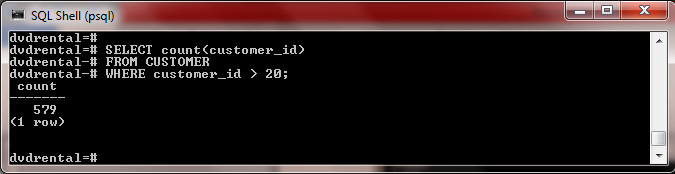 SQL Shell (psql)
dvdrental=#
dvdrental=# SELECT count(customer_id)
dvdrental-# FROM CUSTOMER
dvdrental-# WHERE customer_id > 20;
 count
-------
   579
(1 row)
dvdrental=#